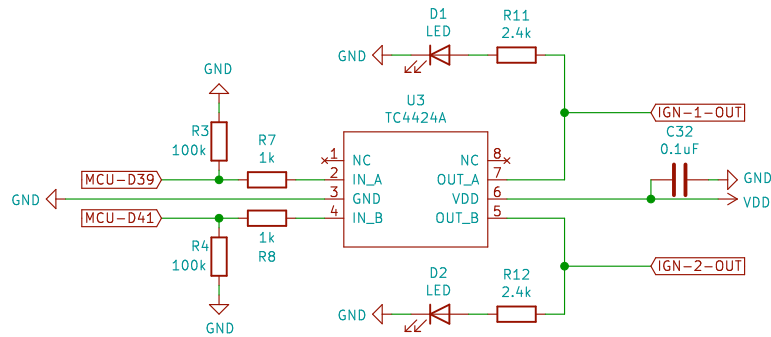 D1
LED
R11
2.4k
GND
GND
U3
TC4424A
IGN-1-OUT
R3
100k
R7
1k
C32
0.1uF
1
NC
NC
8
MCU-D39
2
IN_A
OUT_A
7
GND
GND
3
GND
VDD
6
VDD
MCU-D41
4
IN_B
OUT_B
5
R4
100k
1k
R8
IGN-2-OUT
D2
LED
R12
2.4k
GND
GND